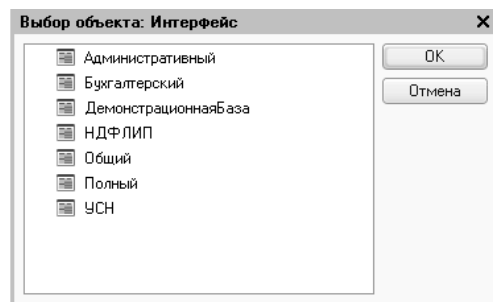 Выбор объекта: Интерфейс
Административный
Бухгалтерский
ДемонстрационнаяБаза
НДФЛИП
Общий
Полный
УСН
OK
Отмена